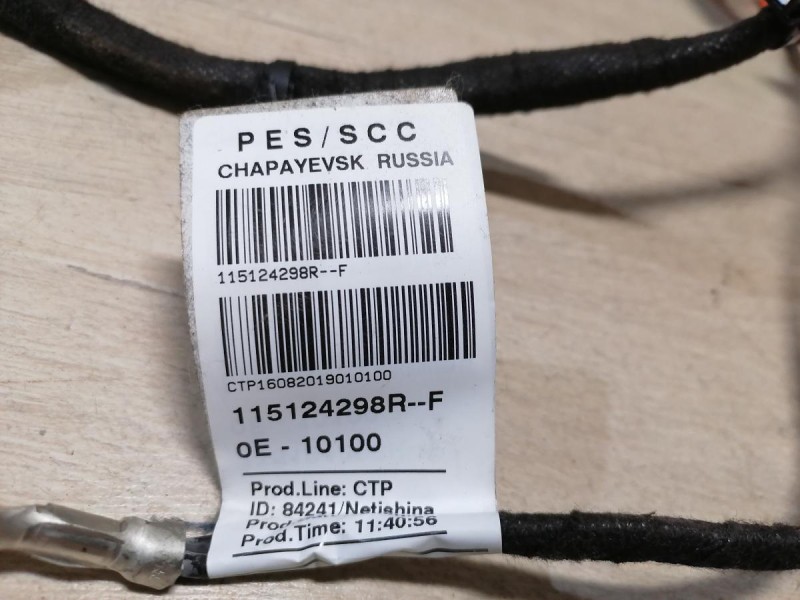 PES/SCC
CHAPAYEVSK RUSSIA
115124298R--F
CTP16082019010100
115124298R--F
0E - 10100
Prod.Line: CTP
ID: 84241/Netishina
Prod.Time: 11:40:56